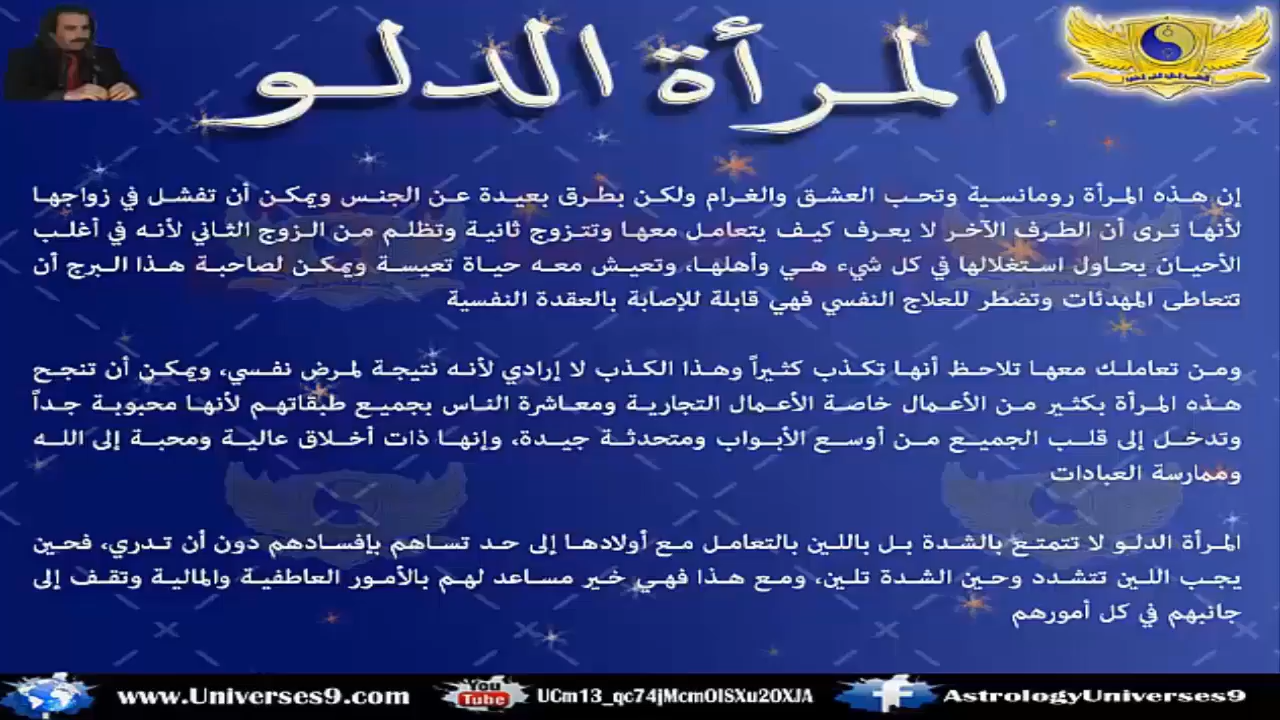 المرأة الدلو
إن هذه المرأة رومانسية وتحب العشق والغرام ولكن بطرق بعيدة عن الجنس ويمكن أن تفشل في زواجها
لأنها ترى أن الطرف الآخر لا يعرف كيف يتعامل معها وتتزوج ثانية وتظلم من الزوج الثاني لأنه في أغلب
الأحيان يحاول استغلالها في كل شيء هي وأهلها، وتعيش معه حياة تعيسة ويمكن لصاحبة هذا البرج أن
تتعاطى المهدئات وتضطر للعلاج النفسي فهي قابلة للإصابة بالعقدة النفسية
ومن تعاملك معها تلاحظ أنها تكذب كثيراً وهذا الكذب لا إرادي لأنه نتيجة لمرض نفسي، ويمكن أن تنجح
هذه المرأة بكثير من الأعمال خاصة الأعمال التجارية ومعاشرة الناس بجميع طبقاتهم لأنها محبوبة جداً
وتدخل إلى قلب الجميع من أوسع الأبواب ومتحدثة جيدة، وإنها ذات أخلاق عالية ومحبة إلى الله
وممارسة العبادات
المرأة الدلو لا تتمتع بالشدة بل باللين بالتعامل مع أولادها إلى حد تساهم بإفسادهم دون أن تدري، فحين
يجب اللين تتشدد وحين الشدة تلين، ومع هذا فهي خير مساعد لهم بالأمور العاطفية والمالية وتقف إلى
جانبهم في كل أمورهم
www.Universes9.com You Tube UCm13_qc74jMcmOlSXu20XJA f AstrologyUniverses9